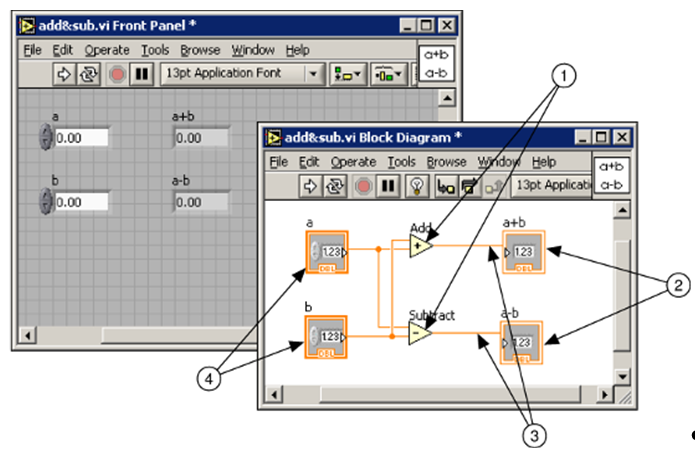 add&sub.vi Front Panel *
File Edit Operate Tools Browse Window Help
13pt Application Font
a+b
a-b
a
0.00
a+b
0.00
b
0.00
a-b
0.00
1
add&sub.vi Block Diagram *
File Edit Operate Tools Browse Window Help
13pt Applicati
a+b
a-b
a
123
DBL
Add
+
a+b
123
DBL
2
b
123
DBL
Subtract
-
a-b
123
DBL
4
3